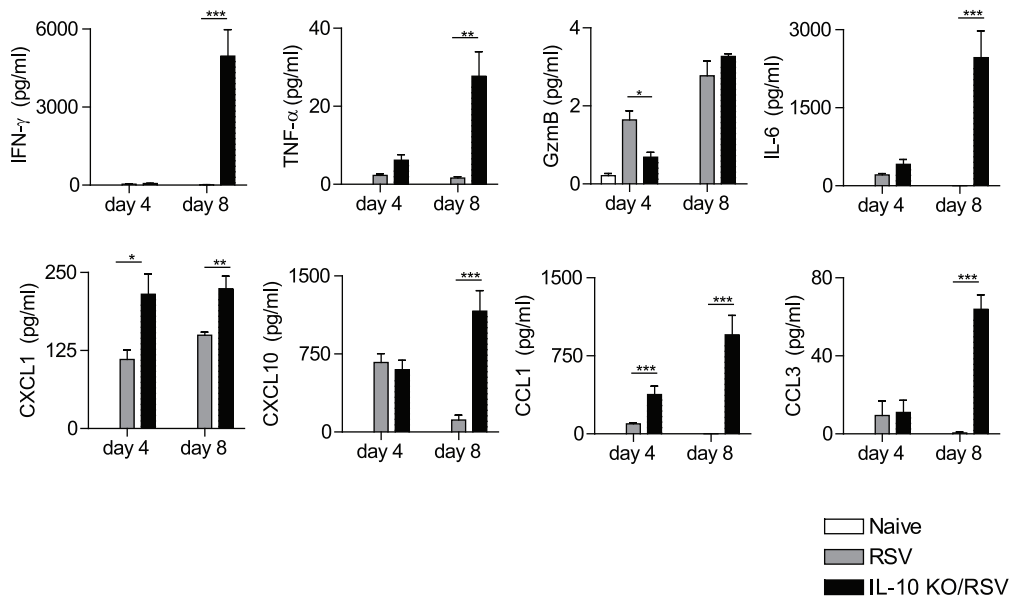 IFN-γ (pg/ml)
6000
3000
0
***
day 4 day 8
TNF-α (pg/ml)
40
20
0
**
day 4 day 8
GzmB (pg/ml)
4
2
0
*
day 4 day 8
IL-6 (pg/ml)
3000
1500
0
***
day 4 day 8
CXCL1 (pg/ml)
250
125
0
* **
day 4 day 8
CXCL10 (pg/ml)
1500
750
0
***
day 4 day 8
CCL1 (pg/ml)
1500
750
0
*** ***
day 4 day 8
CCL3 (pg/ml)
80
40
0
***
day 4 day 8
Naive
RSV
IL-10 KO/RSV